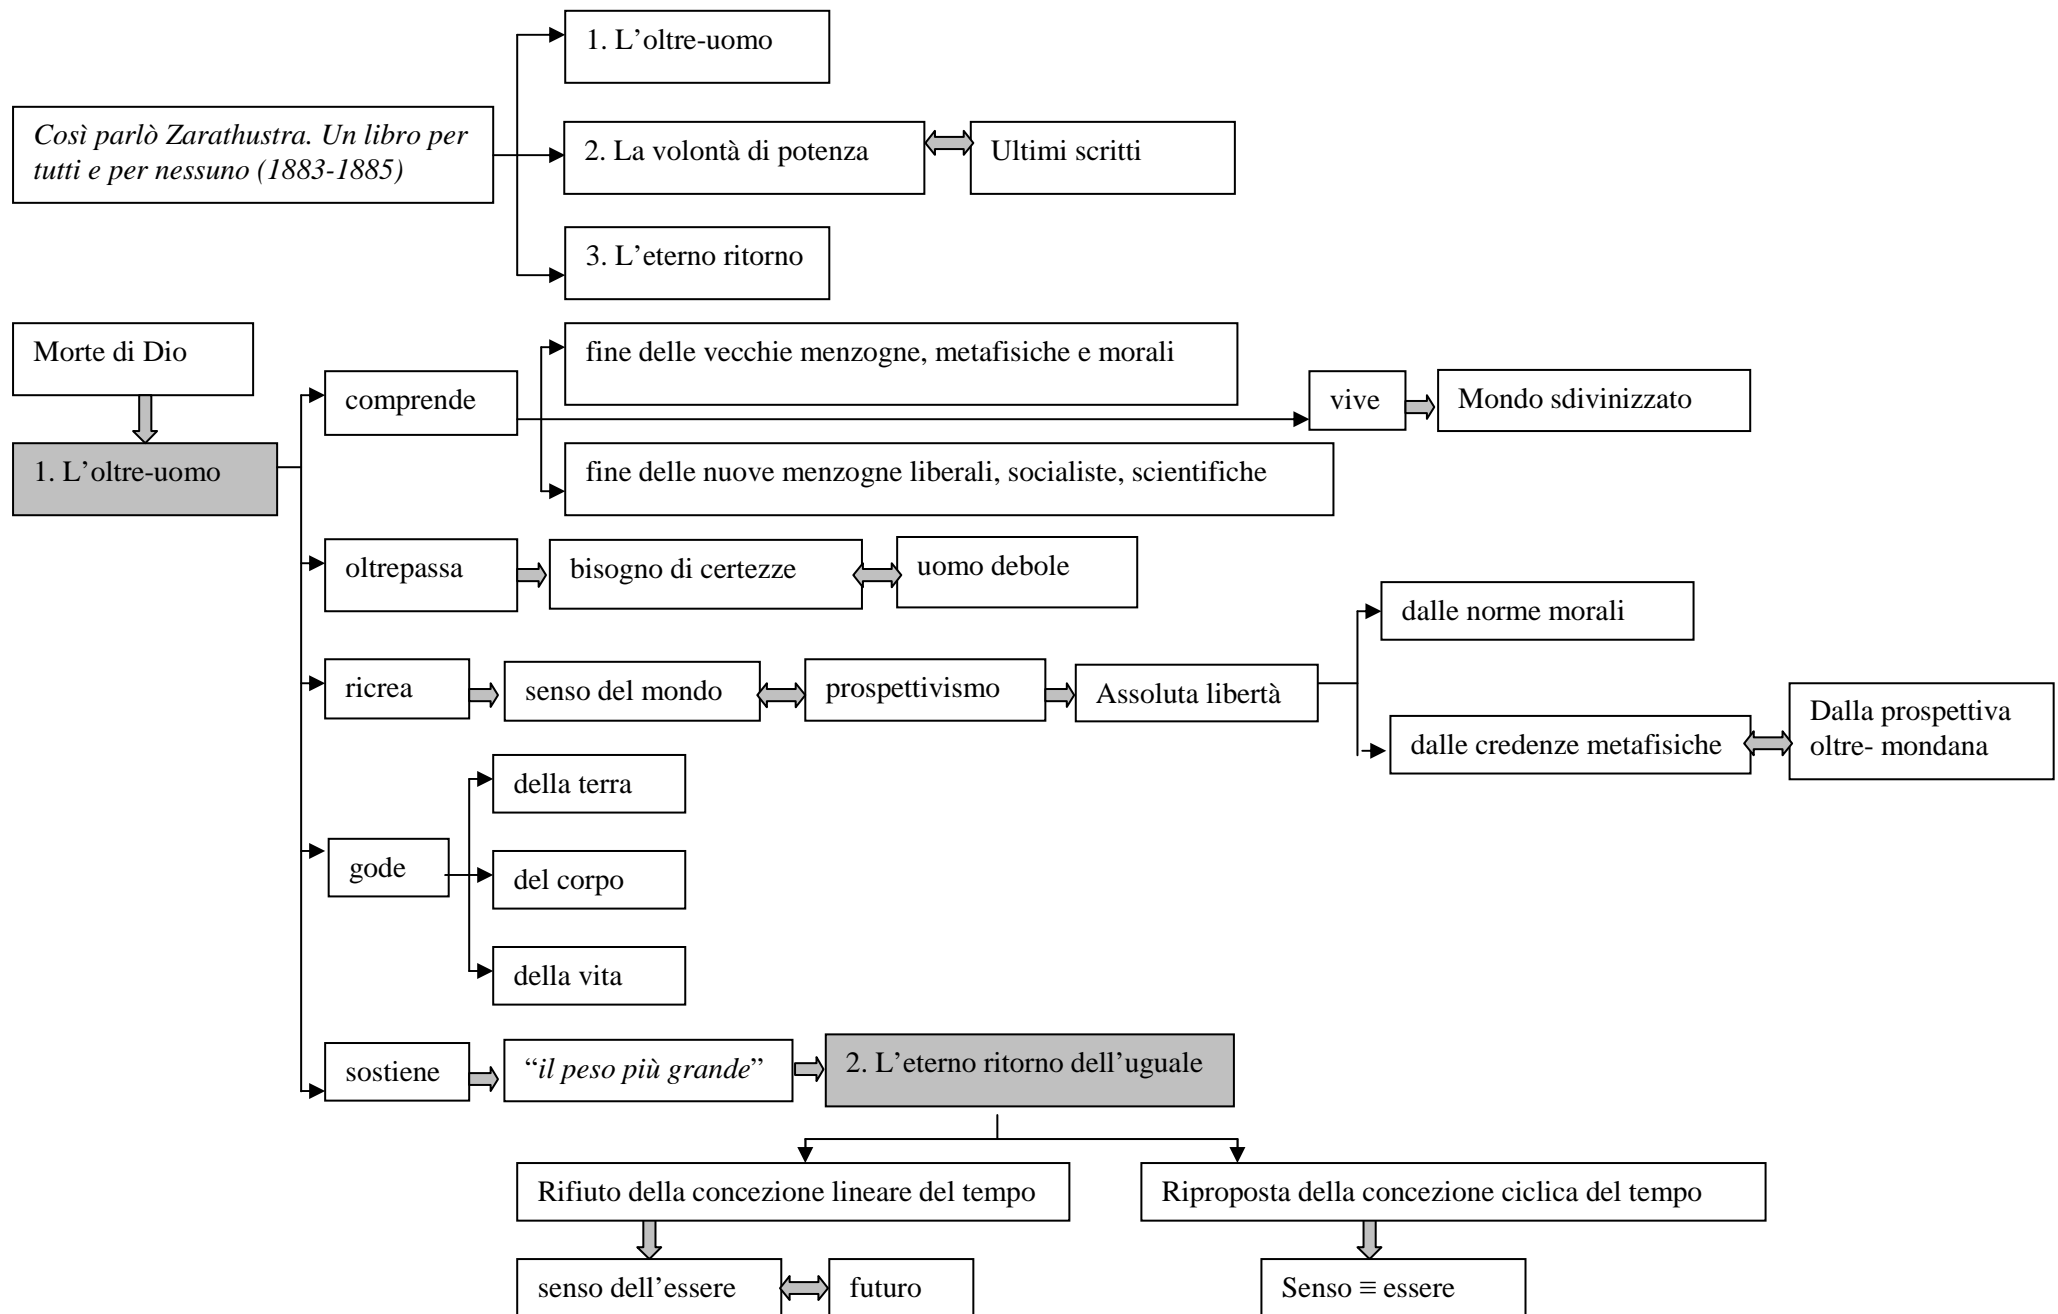 1. L’oltre-uomo
Così parlò Zarathustra. Un libro per
tutti e per nessuno (1883-1885)
2. La volontà di potenza
Ultimi scritti
3. L’eterno ritorno
Morte di Dio
fine delle vecchie menzogne, metafisiche e morali
comprende
vive
Mondo sdivinizzato
1. L’oltre-uomo
fine delle nuove menzogne liberali, socialiste, scientifiche
oltrepassa
bisogno di certezze
uomo debole
dalle norme morali
ricrea
senso del mondo
prospettivismo
Assoluta libertà
dalle credenze metafisiche
Dalla prospettiva
oltre- mondana
della terra
gode
del corpo
della vita
sostiene
“il peso più grande”
2. L’eterno ritorno dell’uguale
Rifiuto della concezione lineare del tempo
Riproposta della concezione ciclica del tempo
senso dell’essere
futuro
Senso ≡ essere